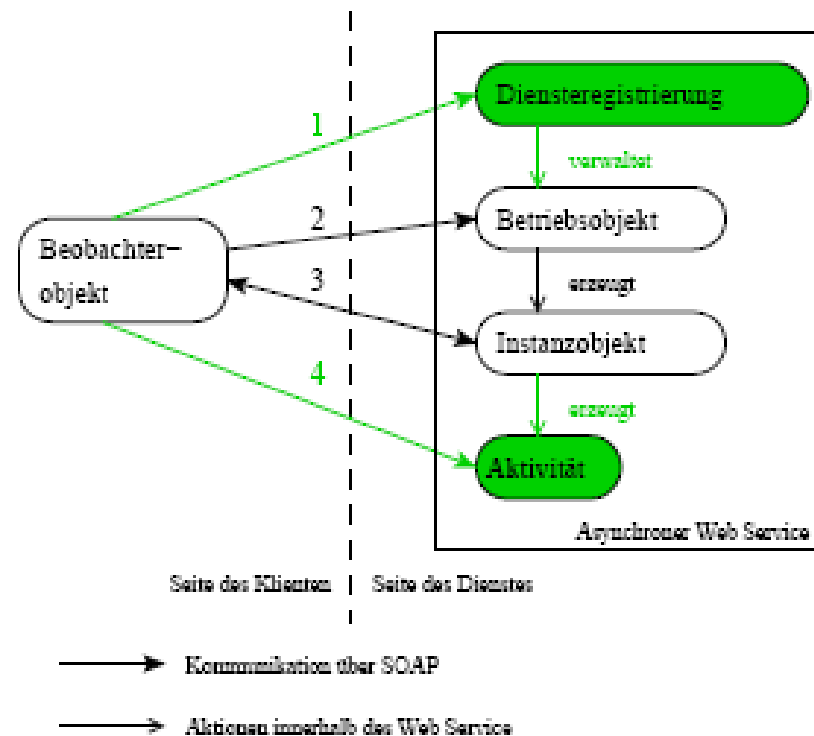 Diensteregistrierung
1
verwaltet
2
Betriebsobjekt
Beobachter–
objekt
3
erzeugt
Instanzobjekt
4
erzeugt
Aktivität
Asynchroner Web Service
Seite des Klienten
Seite des Dienstes
Kommunikation über SOAP
Aktionen innerhalb des Web Service